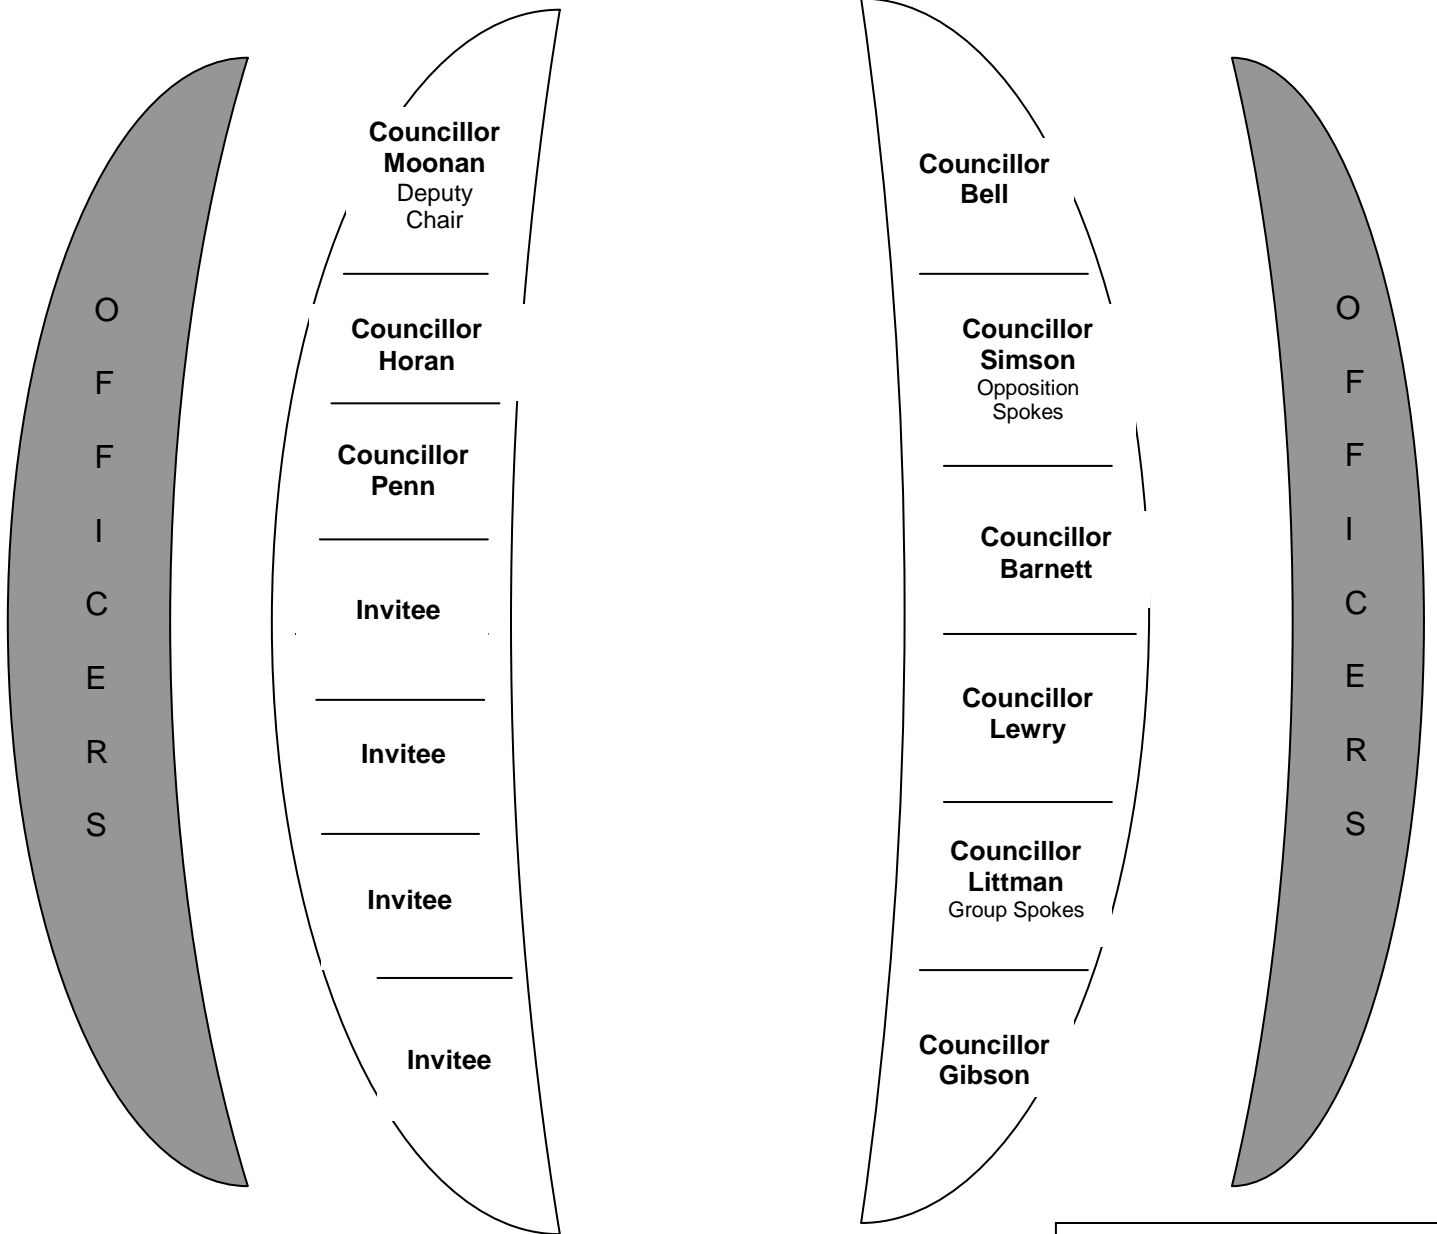 O
F
F
I
C
E
R
S
Councillor
Moonan
Deputy
Chair
Councillor
Horan
Councillor
Penn
Invitee
Invitee
Invitee
Invitee
Councillor
Bell
Councillor
Simson
Opposition
Spokes
Councillor
Barnett
Councillor
Lewry
Councillor
Littman
Group Spokes
Councillor
Gibson
O
F
F
I
C
E
R
S